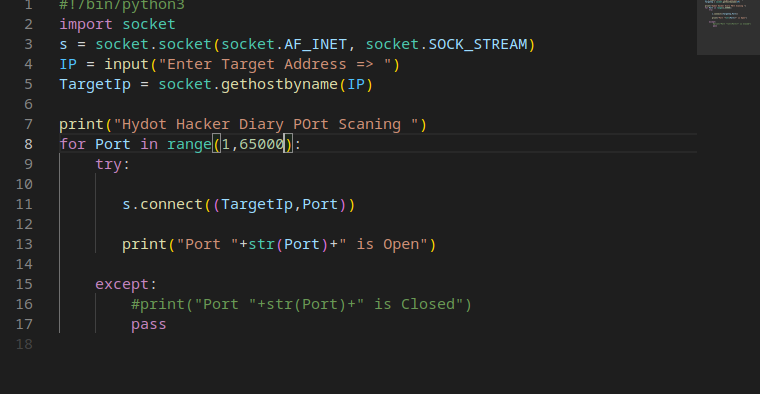 1 #!/bin/python3
2 import socket
3 s = socket.socket(socket.AF_INET, socket.SOCK_STREAM)
4 IP = input("Enter Target Address => ")
5 TargetIp = socket.gethostbyname(IP)
6
7 print("Hydot Hacker Diary POrt Scaning ")
8 for Port in range(1,65000):
9     try:
10
11        s.connect((TargetIp,Port))
12
13        print("Port "+str(Port)+" is Open")
14
15     except:
16         #print("Port "+str(Port)+" is Closed")
17         pass
18